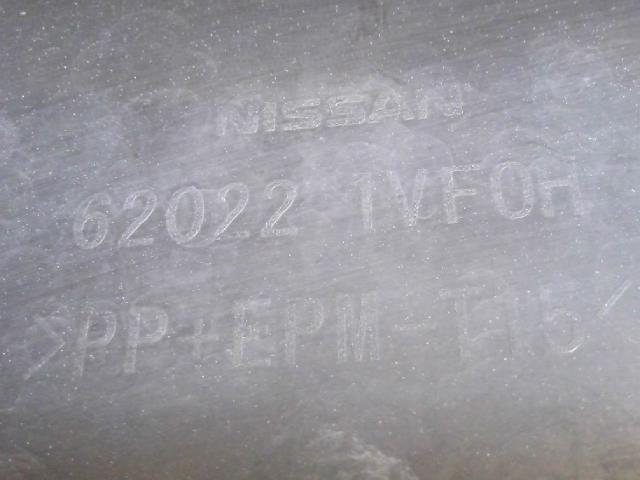 NISSAN
62022 1VF0H
>PP+EPM-T15<